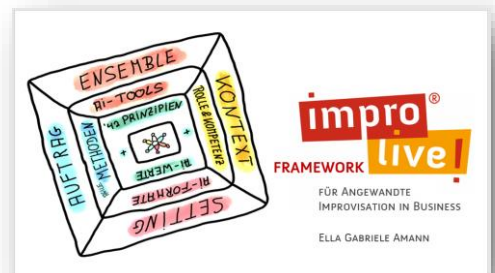 ENSEMBLE
Ai-TOOLS
42 PRINZIPIEN
AUFTRAG
METHODEN
ROLLE & KOMPETENZ
KONTEXT
AI-WERTE
AI-FORMATE
SETTING
impro®
FRAMEWORK live!
FÜR ANGEWANDTE
IMPROVISATION IN BUSINESS
ELLA GABRIELE AMANN